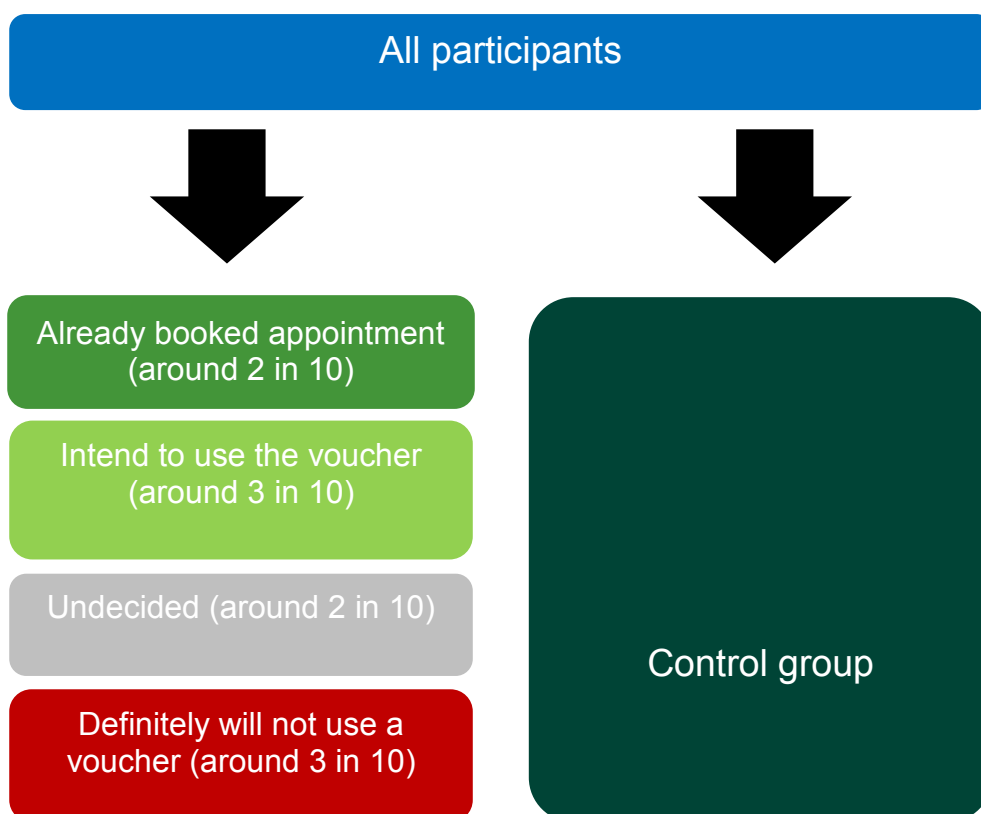 All participants
Already booked appointment
(around 2 in 10)
Intend to use the voucher
(around 3 in 10)
Undecided (around 2 in 10)
Definitely will not use a
voucher (around 3 in 10)
Control group